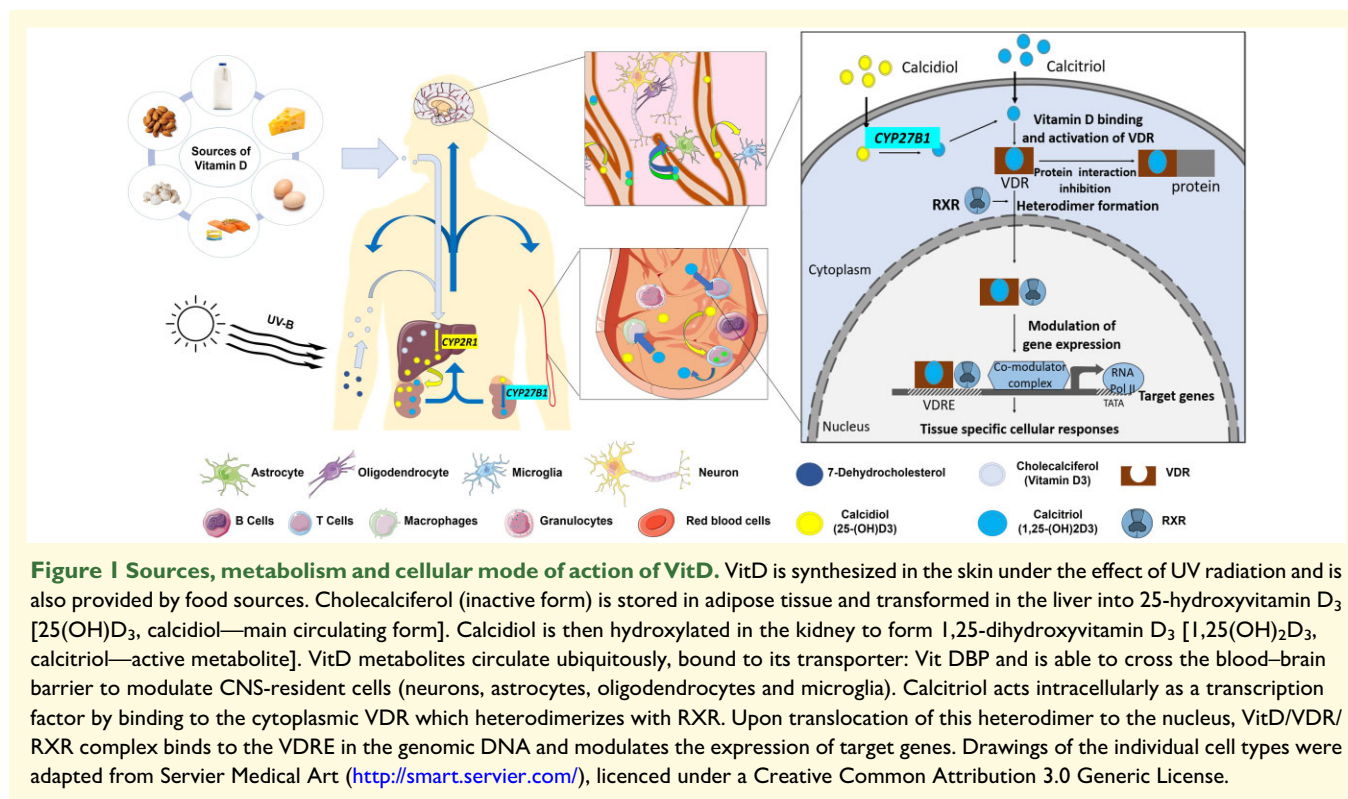 Sources of
Vitamin D
UV-B
CYP2R1
CYP27B1
Calcidiol
Calcitriol
CYP27B1
Vitamin D binding
and activation of VDR
VDR
Protein interaction
inhibition
protein
RXR
Heterodimer formation
Cytoplasm
Modulation of
gene expression
Co-modulator
complex
RNA
Pol II
VDRE
TATA
Target genes
Nucleus
Tissue specific cellular responses
Astrocyte
Oligodendrocyte
Microglia
Neuron
7-Dehydrocholesterol
Cholecalciferol
(Vitamin D3)
VDR
B Cells
T Cells
Macrophages
Granulocytes
Red blood cells
Calcidiol
(25-(OH)D3)
Calcitriol
(1,25-(OH)2D3)
RXR
Figure 1 Sources, metabolism and cellular mode of action of VitD. VitD is synthesized in the skin under the effect of UV radiation and is
also provided by food sources. Cholecalciferol (inactive form) is stored in adipose tissue and transformed in the liver into 25-hydroxyvitamin D₃
[25(OH)D₃, calcidiol—main circulating form]. Calcidiol is then hydroxylated in the kidney to form 1,25-dihydroxyvitamin D₃ [1,25(OH)₂D₃,
calcitriol—active metabolite]. VitD metabolites circulate ubiquitously, bound to its transporter: Vit DBP and is able to cross the blood–brain
barrier to modulate CNS-resident cells (neurons, astrocytes, oligodendrocytes and microglia). Calcitriol acts intracellularly as a transcription
factor by binding to the cytoplasmic VDR which heterodimerizes with RXR. Upon translocation of this heterodimer to the nucleus, VitD/VDR/
RXR complex binds to the VDRE in the genomic DNA and modulates the expression of target genes. Drawings of the individual cell types were
adapted from Servier Medical Art (http://smart.servier.com/), licenced under a Creative Common Attribution 3.0 Generic License.